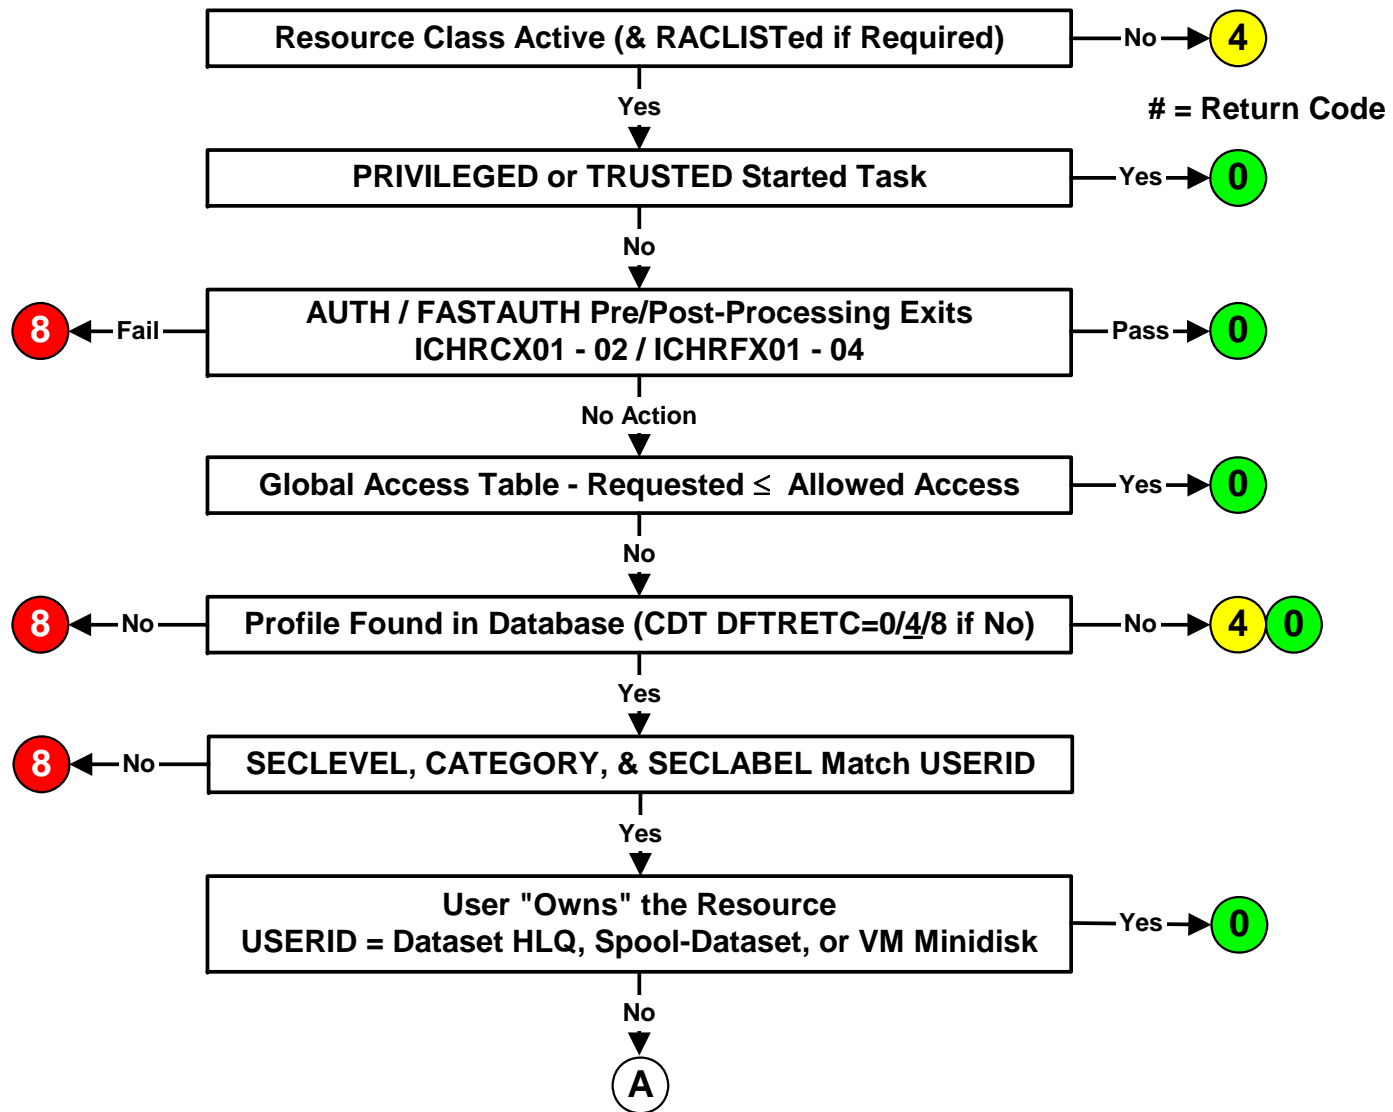 Resource Class Active (& RACLISTed if Required)
No
4
Yes
# = Return Code
PRIVILEGED or TRUSTED Started Task
Yes
0
No
8
Fail
AUTH / FASTAUTH Pre/Post-Processing Exits
ICHRCX01 - 02 / ICHRFX01 - 04
Pass
0
No Action
Global Access Table - Requested ≤ Allowed Access
Yes
0
No
8
No
Profile Found in Database (CDT DFTRETC=0/4/8 if No)
No
4
0
Yes
8
No
SECLEVEL, CATEGORY, & SECLABEL Match USERID
Yes
User "Owns" the Resource
USERID = Dataset HLQ, Spool-Dataset, or VM Minidisk
Yes
0
No
A